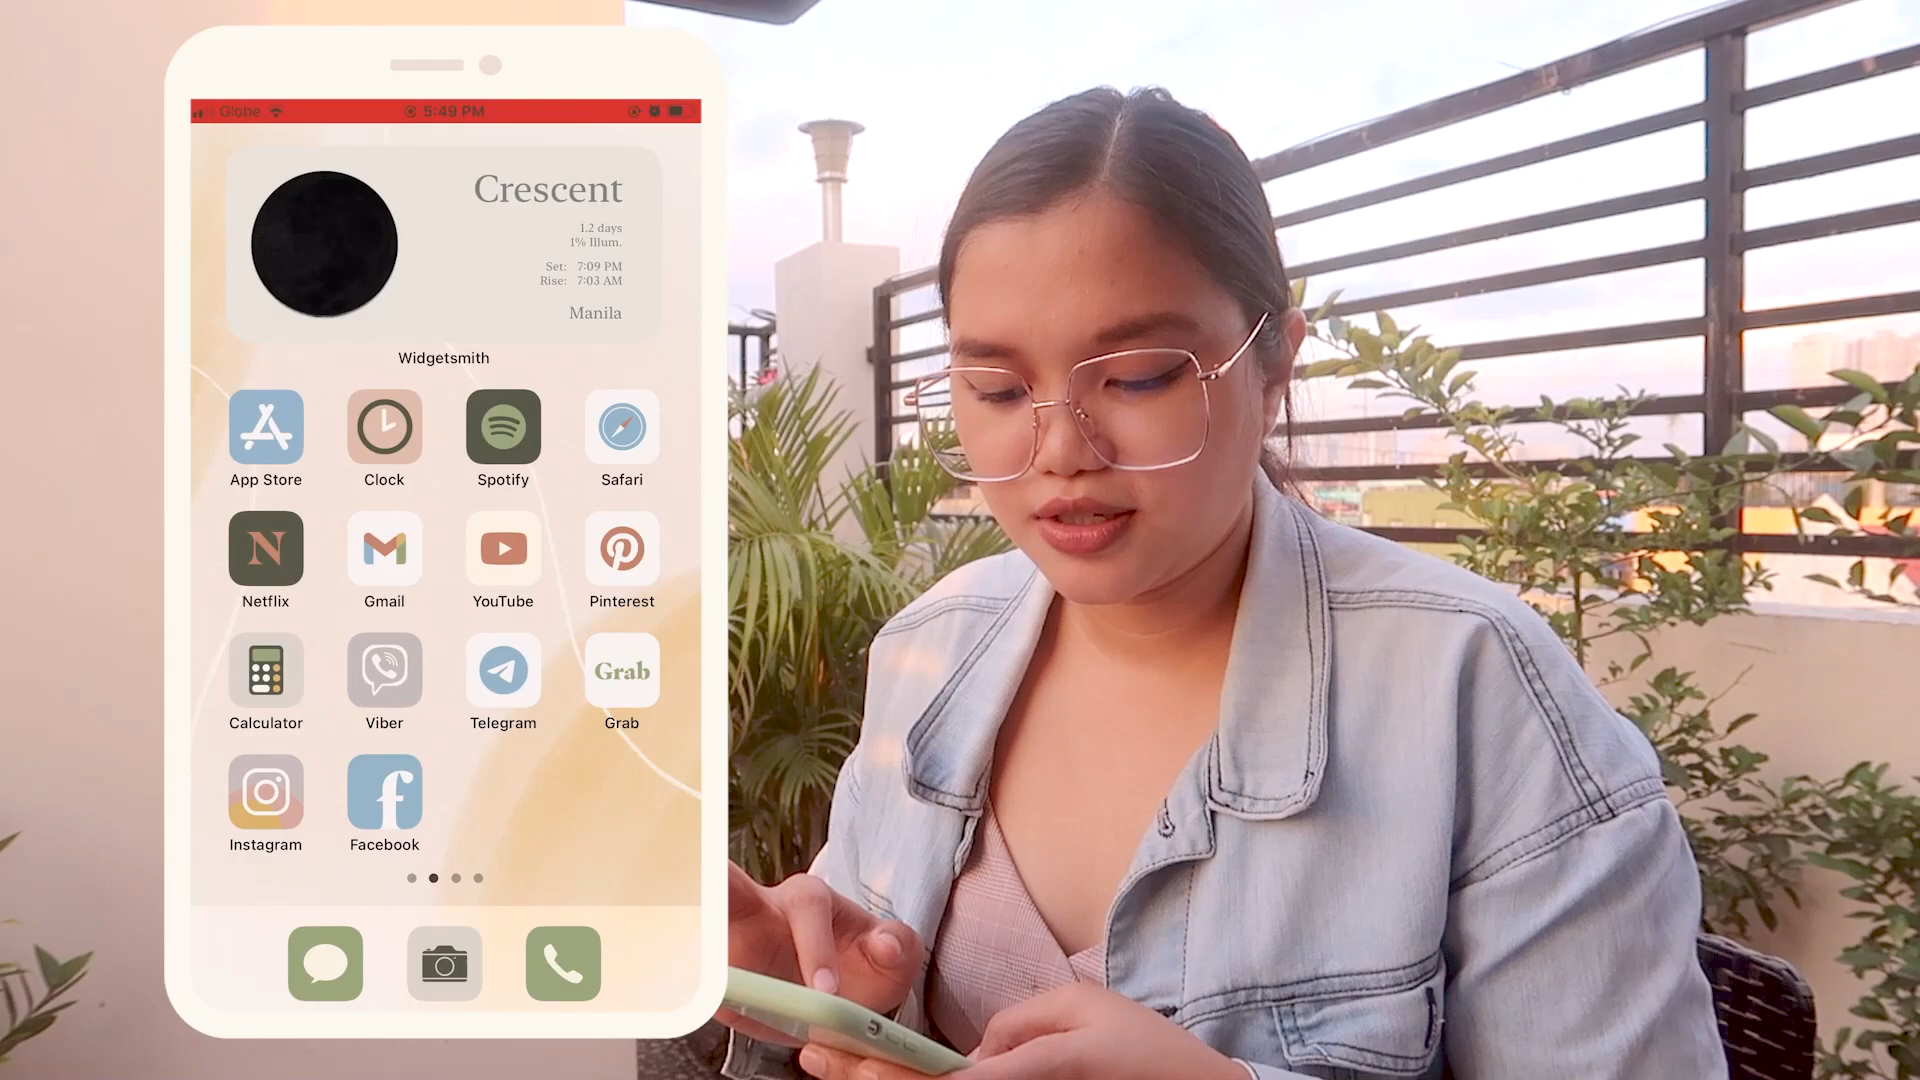 Globe 5:49 PM
Crescent
1.2 days
1% Illum.
Set: 7:09 PM
Rise: 7:03 AM
Manila
Widgetsmith
App Store Clock Spotify Safari
N
Netflix Gmail YouTube Pinterest
Grab
Calculator Viber Telegram Grab
f
Instagram Facebook